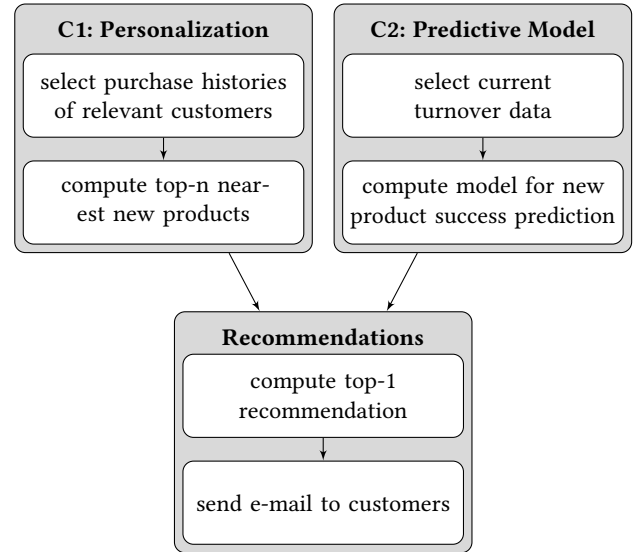 C1: Personalization
select purchase histories
of relevant customers
compute top-n near-
est new products
C2: Predictive Model
select current
turnover data
compute model for new
product success prediction
Recommendations
compute top-1
recommendation
send e-mail to customers